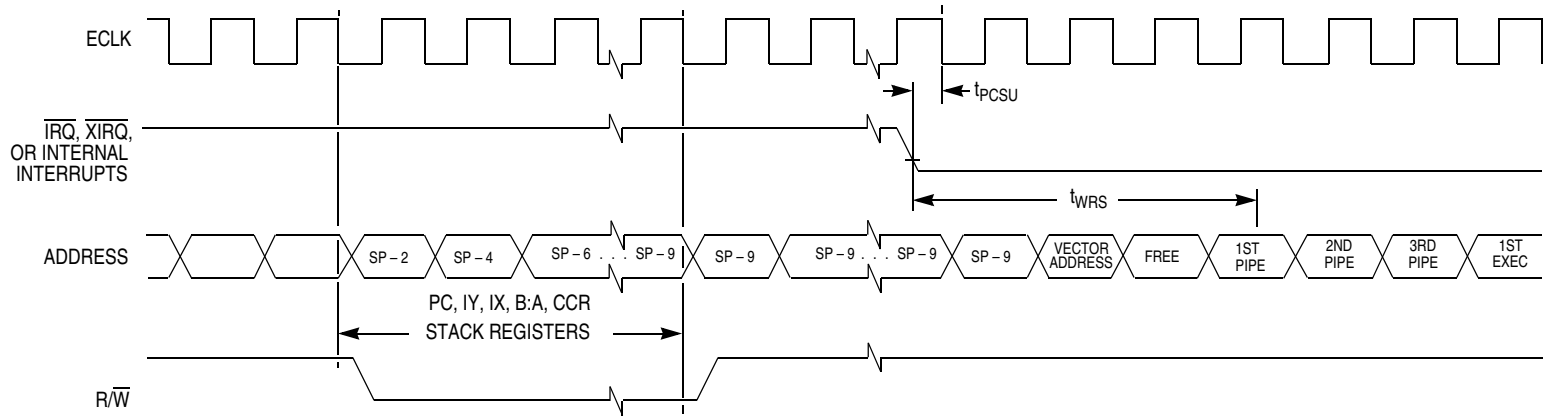 ECLK
tPCSU
IRQ, XIRQ,
OR INTERNAL
INTERRUPTS
tWRS
ADDRESS
SP – 2
SP – 4
SP – 6 . . . SP – 9
SP – 9
SP – 9 . . . SP – 9
SP – 9
VECTOR
ADDRESS
FREE
1ST
PIPE
2ND
PIPE
3RD
PIPE
1ST
EXEC
PC, IY, IX, B:A, CCR
STACK REGISTERS
R/W